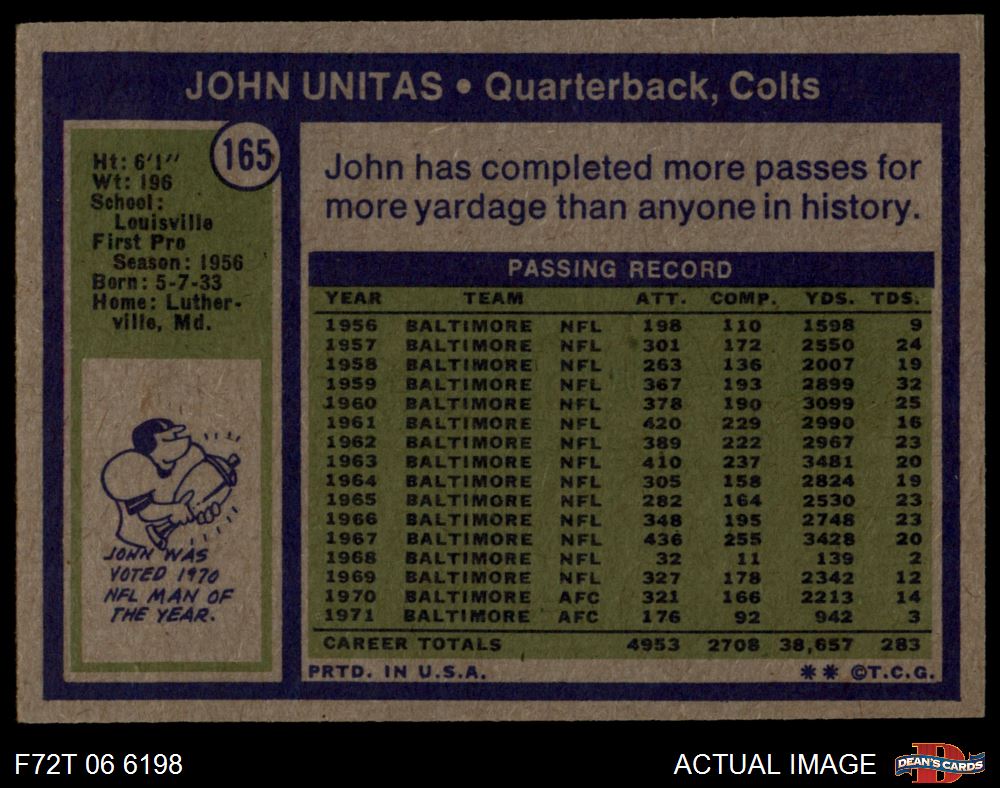 JOHN UNITAS • Quarterback, Colts
165
Ht: 6'1"
Wt: 196
School:
Louisville
First Pro
Season: 1956
Born: 5-7-33
Home: Luther-
ville, Md.
JOHN WAS
VOTED 1970
NFL MAN OF
THE YEAR.
John has completed more passes for
more yardage than anyone in history.
PASSING RECORD
YEAR TEAM ATT. COMP. YDS. TDS.
1956 BALTIMORE NFL 198 110 1598 9
1957 BALTIMORE NFL 301 172 2550 24
1958 BALTIMORE NFL 263 136 2007 19
1959 BALTIMORE NFL 367 193 2899 32
1960 BALTIMORE NFL 378 190 3099 25
1961 BALTIMORE NFL 420 229 2990 16
1962 BALTIMORE NFL 389 222 2967 23
1963 BALTIMORE NFL 410 237 3481 20
1964 BALTIMORE NFL 305 158 2824 19
1965 BALTIMORE NFL 282 164 2530 23
1966 BALTIMORE NFL 348 195 2748 23
1967 BALTIMORE NFL 436 255 3428 20
1968 BALTIMORE NFL 32 11 139 2
1969 BALTIMORE NFL 327 178 2342 12
1970 BALTIMORE AFC 321 166 2213 14
1971 BALTIMORE AFC 176 92 942 3
CAREER TOTALS 4953 2708 38,657 283
PRTD. IN U.S.A. ** ©T.C.G.
F72T 06 6198 ACTUAL IMAGE D DEAN'S CARDS